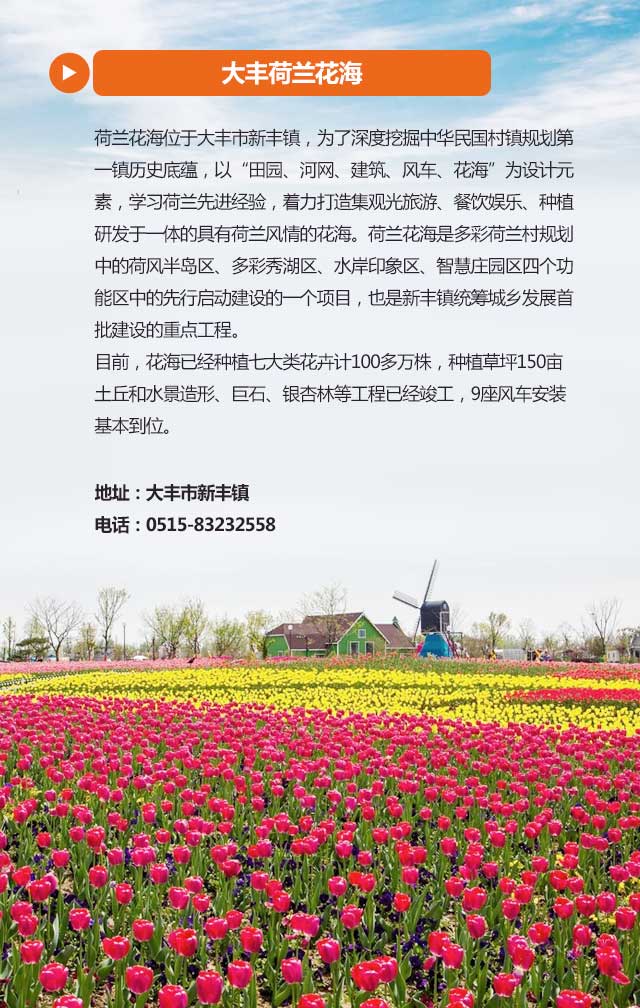 大丰荷兰花海
荷兰花海位于大丰市新丰镇，为了深度挖掘中华民国村镇规划第
一镇历史底蕴，以“田园、河网、建筑、风车、花海”为设计元
素，学习荷兰先进经验，着力打造集观光旅游、餐饮娱乐、种植
研发于一体的具有荷兰风情的花海。荷兰花海是多彩荷兰村规划
中的荷风半岛区、多彩秀湖区、水岸印象区、智慧庄园区四个功
能区中的先行启动建设的一个项目，也是新丰镇统筹城乡发展首
批建设的重点工程。
目前，花海已经种植七大类花卉计100多万株，种植草坪150亩
土丘和水景造形、巨石、银杏林等工程已经竣工，9座风车安装
基本到位。
地址：大丰市新丰镇
电话：0515-83232558